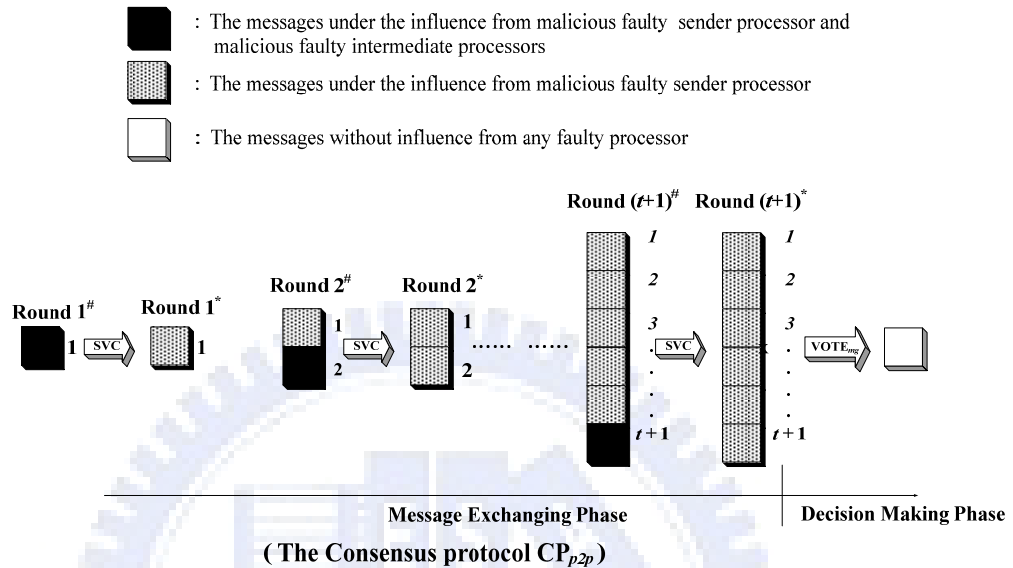 : The messages under the influence from malicious faulty sender processor and
malicious faulty intermediate processors
: The messages under the influence from malicious faulty sender processor
: The messages without influence from any faulty processor
Round (t+1)# Round (t+1)*
1 1
Round 2# Round 2* 2 2
Round 1# Round 1* 1 1 3 3
1 SVC 1 SVC ...... ...... . SVC . VOTEmg
2 2 . .
. .
. .
t + 1 t + 1
Message Exchanging Phase Decision Making Phase
( The Consensus protocol CPp2p )